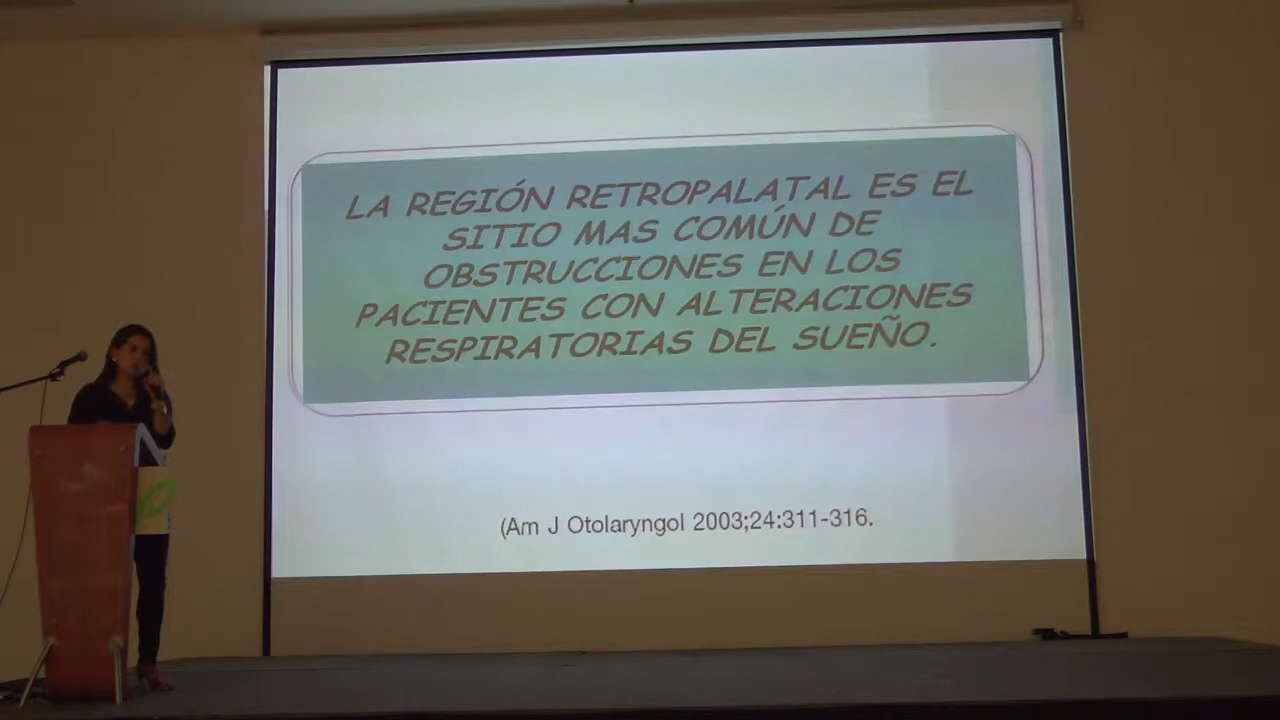 LA REGIÓN RETROPALATAL ES EL
SITIO MAS COMÚN DE
OBSTRUCCIONES EN LOS
PACIENTES CON ALTERACIONES
RESPIRATORIAS DEL SUEÑO.
(Am J Otolaryngol 2003;24:311-316.